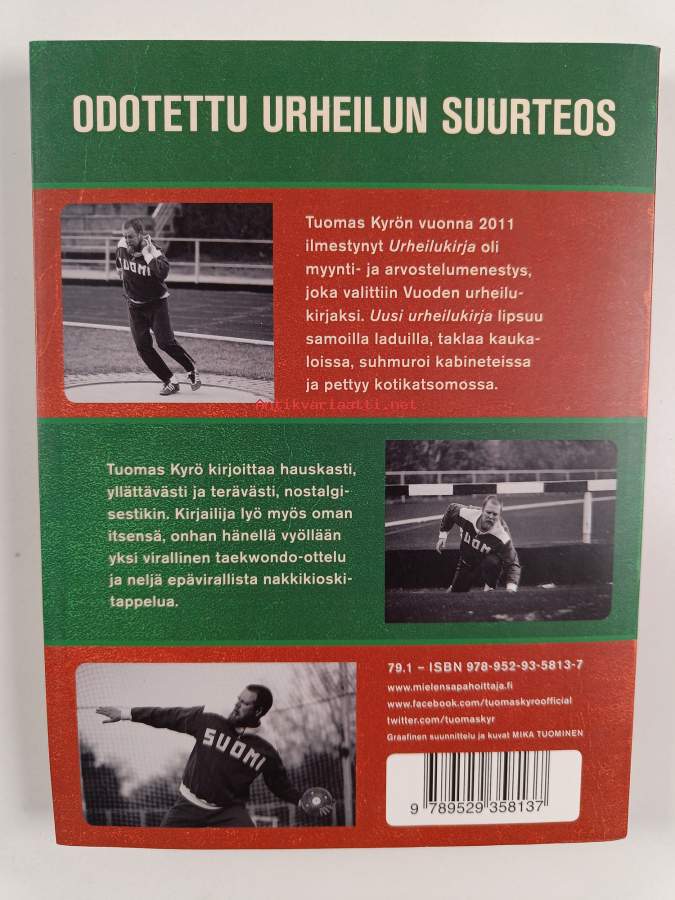 ODOTETTU URHEILUN SUURTEOS
SUOMI
Tuomas Kyrön vuonna 2011
ilmestynyt Urheilukirja oli
myynti- ja arvostelumenestys,
joka valittiin Vuoden urheilu-
kirjaksi. Uusi urheilukirja lipsuu
samoilla laduilla, taklaa kauka-
loissa, suhmuroi kabineteissa
ja pettyy kotikatsomossa.
Antikvariaatti.net
Tuomas Kyrö kirjoittaa hauskasti,
yllättävästi ja terävästi, nostalgi-
sestikin. Kirjailija lyö myös oman
itsensä, onhan hänellä vyöllään
yksi virallinen taekwondo-ottelu
ja neljä epävirallista nakkikioski-
tappelua.
SUOMI
SUOMI
79.1 – ISBN 978-952-93-5813-7
www.mielensapahoittaja.fi
www.facebook.com/tuomaskyroofficial
twitter.com/tuomaskyr
Graafinen suunnittelu ja kuvat MIKA TUOMINEN
9 789529 358137